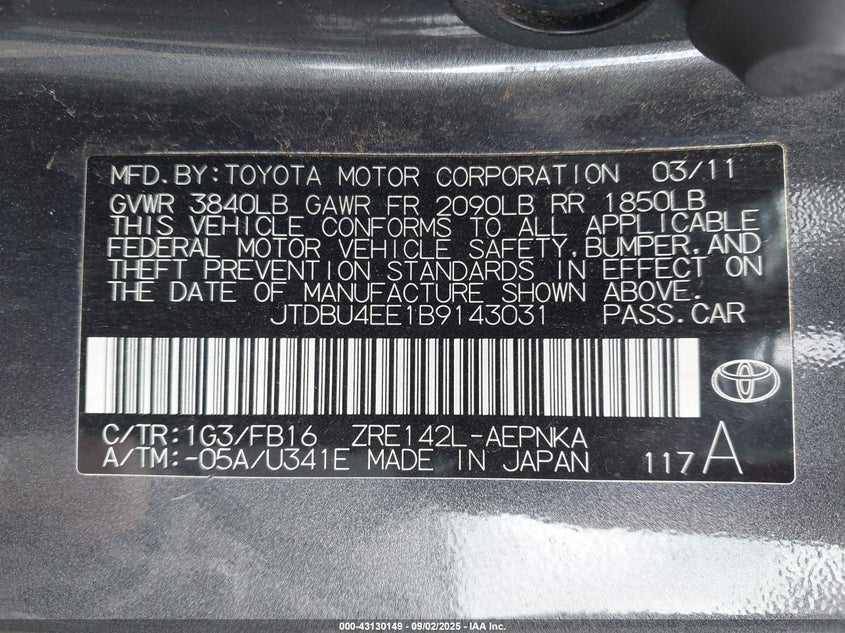 MFD.BY:TOYOTA MOTOR CORPORATION 03/11
GVWR 3840LB GAWR FR 2090LB RR 1850LB
THIS VEHICLE CONFORMS TO ALL APPLICABLE
FEDERAL MOTOR VEHICLE SAFETY,BUMPER,AND
THEFT PREVENTION STANDARDS IN EFFECT ON
THE DATE OF MANUFACTURE SHOWN ABOVE.
JTDBU4EE1B9143031 PASS.CAR
C/TR:1G3/FB16 ZRE142L-AEPNKA
A/TM:-05A/U341E MADE IN JAPAN 117A
000-43130149 - 09/02/2025 - IAA Inc.